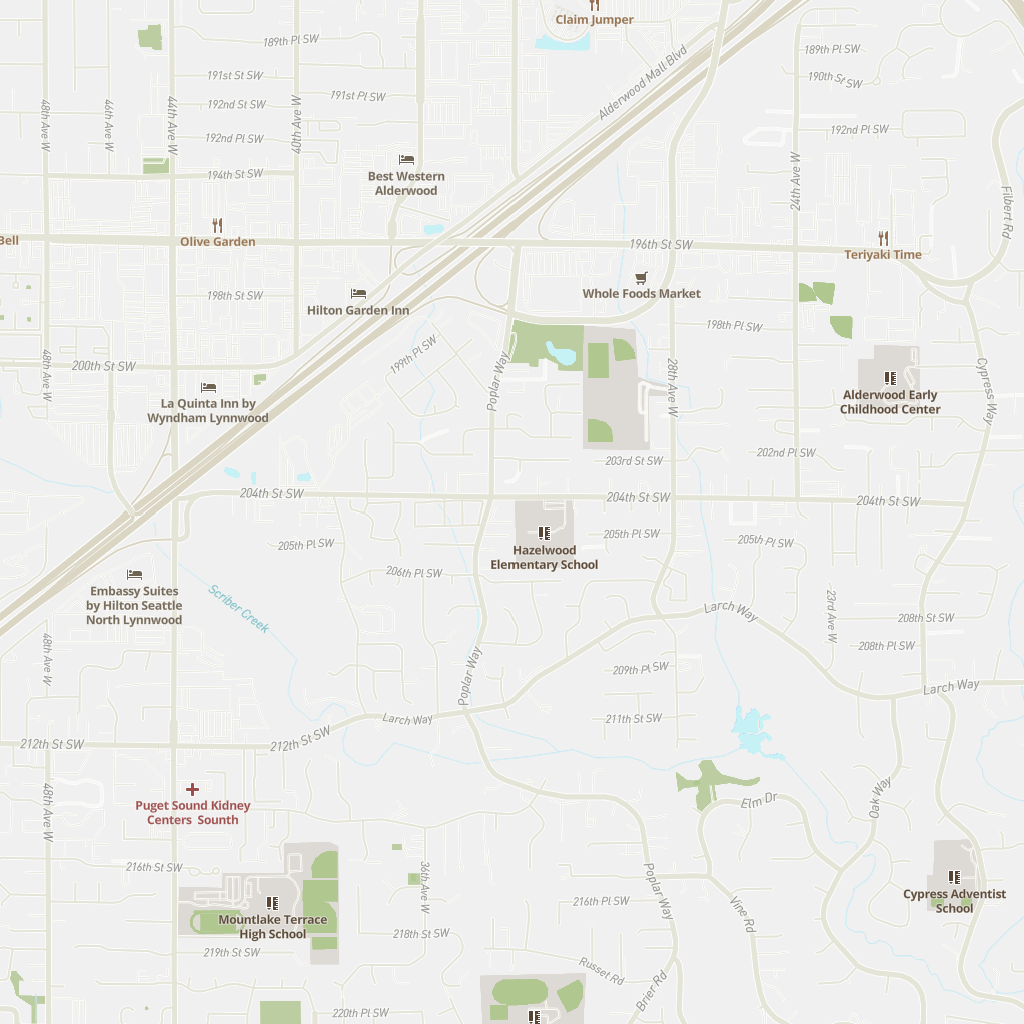 Claim Jumper
189th Pl SW
189th Pl SW
191st St SW
190th St SW
Alderwood Mall Blvd
48th Ave W
46th Ave W
44th Ave W
192nd St SW
40th Ave W
191st Pl SW
192nd Pl SW
192nd Pl SW
194th St SW
Best Western
Alderwood
24th Ave W
Filbert Rd
Bell
Olive Garden
196th St SW
Teriyaki Time
198th St SW
Hilton Garden Inn
Whole Foods Market
198th Pl SW
199th Pl SW
200th St SW
48th Ave W
Poplar Way
28th Ave W
Cypress Way
La Quinta Inn by
Wyndham Lynnwood
Alderwood Early
Childhood Center
203rd St SW
202nd Pl SW
204th St SW
204th St SW
204th St SW
205th Pl SW
Hazelwood
Elementary School
205th Pl SW
205th Pl SW
206th Pl SW
Embassy Suites
by Hilton Seattle
North Lynnwood
Scriber Creek
Larch Way
23rd Ave W
208th St SW
208th Pl SW
48th Ave W
Poplar Way
209th Pl SW
Larch Way
Larch Way
211th St SW
212th St SW
212th St SW
Puget Sound Kidney
Centers Sounth
48th Ave W
Elm Dr
Oak Way
216th St SW
36th Ave W
Poplar Way
216th Pl SW
Vine Rd
Cypress Adventist
School
Mountlake Terrace
High School
218th St SW
219th St SW
Russet Rd
Brier Rd
220th Pl SW